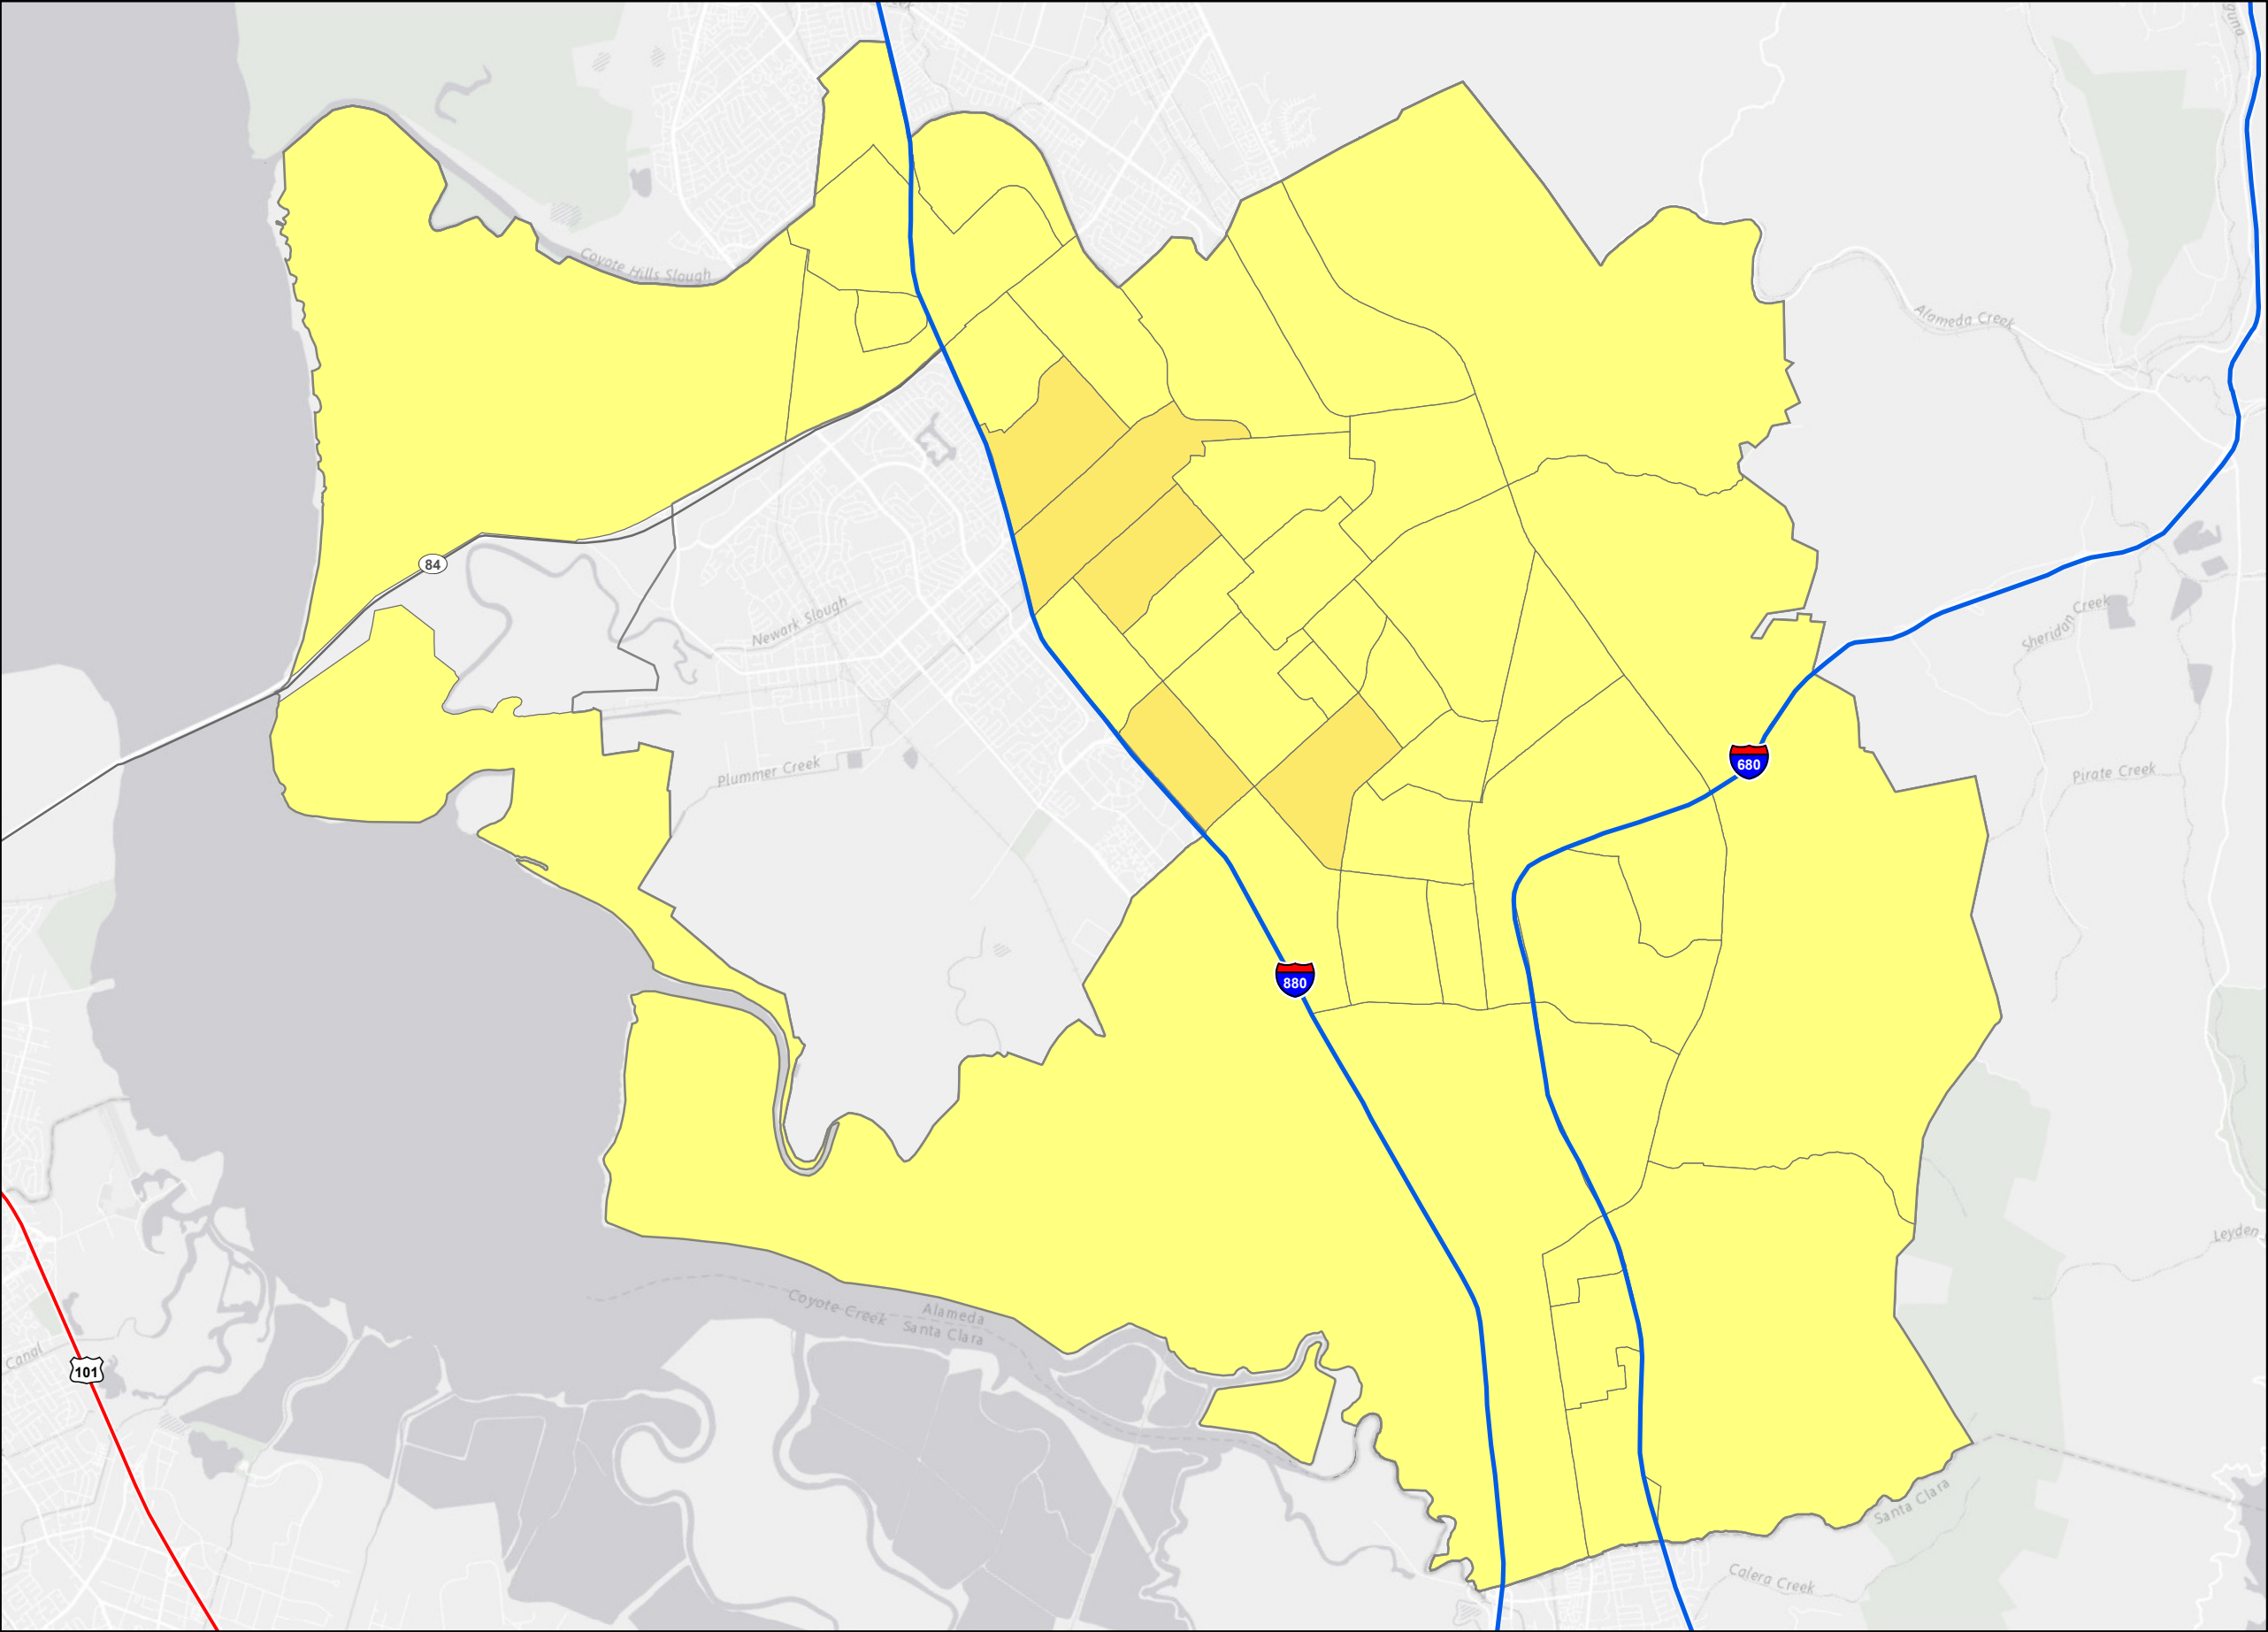 Laguna
Coyote Hills Slough
Alameda Creek
84
Newark Slough
Sheridan Creek
Plummer Creek
680
Pirate Creek
880
Leyden
Coyote Creek
Alameda
Santa Clara
Canal
101
Santa Clara
Calera Creek